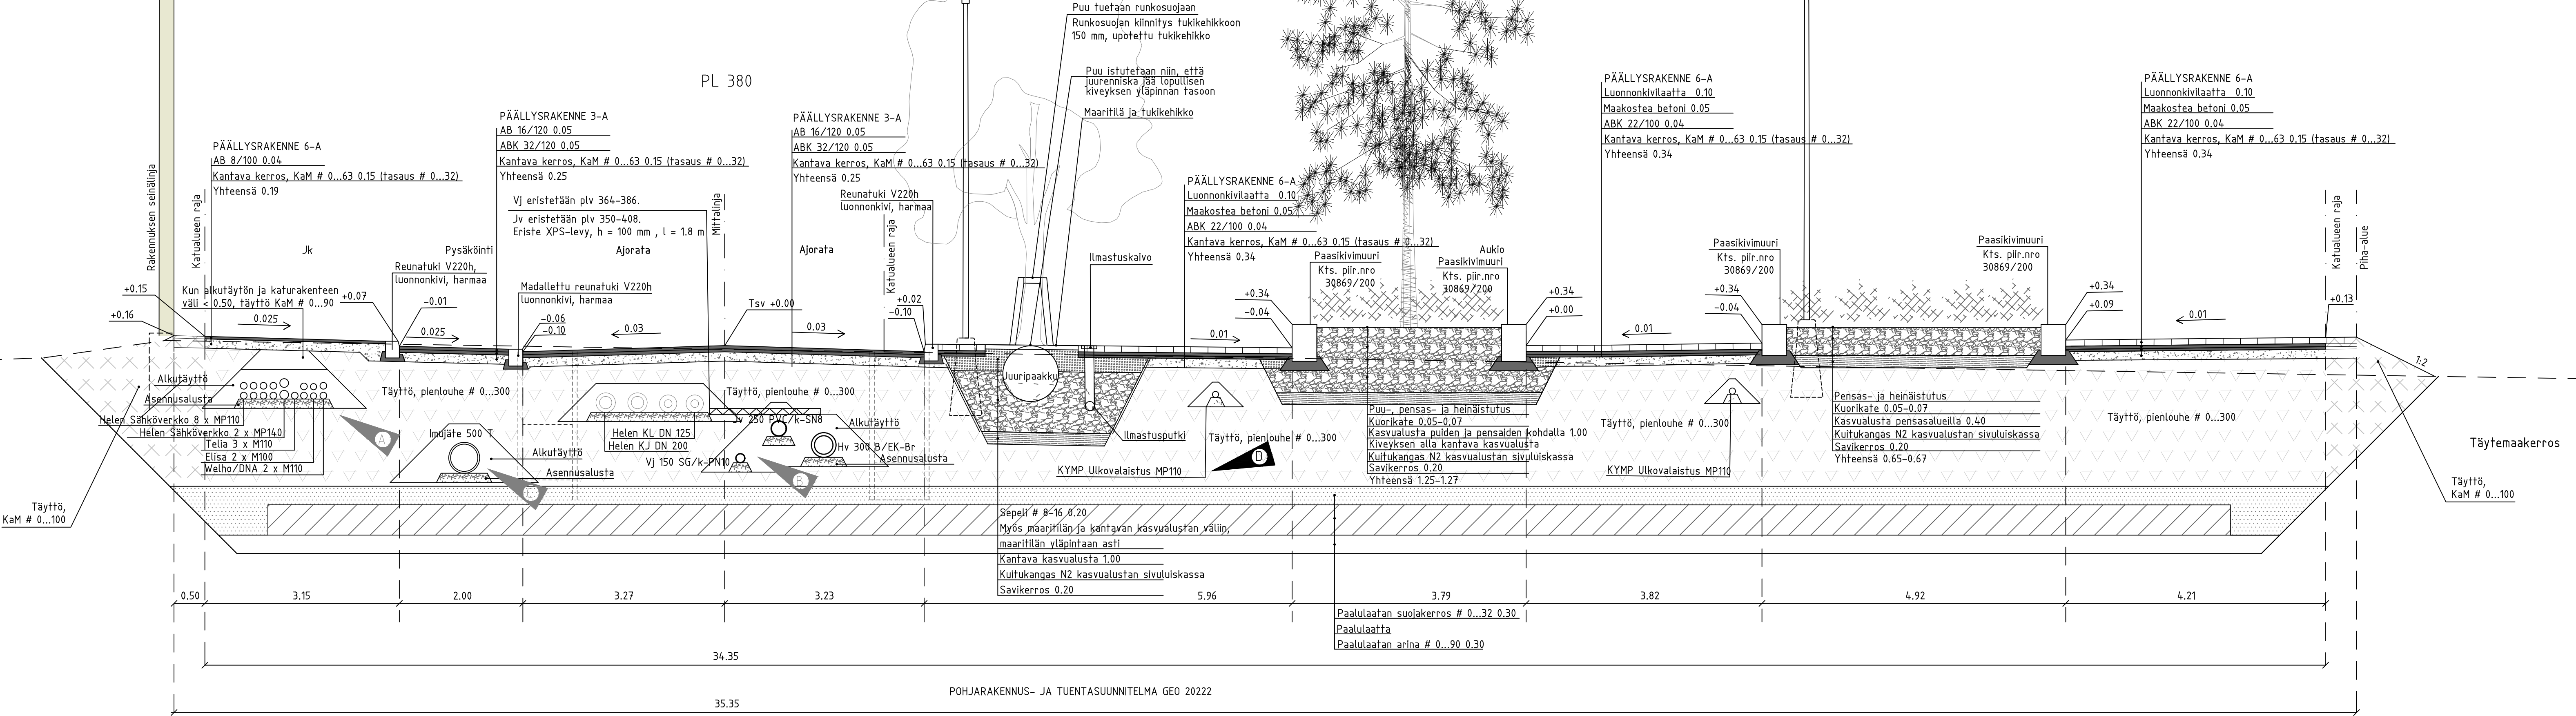 Puu tuetaan runkosuojaan
Runkosuojan kiinnitys tukikehikkoon
150 mm, upotettu tukikehikko
Puu istutetaan niin, että
juurenniska jää lopullisen
kiveyksen yläpinnan tasoon
Maaritilä ja tukikehikko
PL 380
Rakennuksen seinälinja
Katualueen raja
PÄÄLLYSRAKENNE 6-A
AB 8/100 0.04
Kantava kerros, KaM # 0...63 0.15 (tasaus # 0...32)
Yhteensä 0.19
PÄÄLLYSRAKENNE 3-A
AB 16/120 0.05
ABK 32/120 0.05
Kantava kerros, KaM # 0...63 0.15 (tasaus # 0...32)
Yhteensä 0.25
Vj eristetään plv 364-386.
Jv eristetään plv 350-408.
Eriste XPS-levy, h = 100 mm , l = 1.8 m
Mittalinja
PÄÄLLYSRAKENNE 3-A
AB 16/120 0.05
ABK 32/120 0.05
Kantava kerros, KaM # 0...63 0.15 (tasaus # 0...32)
Yhteensä 0.25
Reunatuki V220h
luonnonkivi, harmaa
Katualueen raja
PÄÄLLYSRAKENNE 6-A
Luonnonkivilaatta 0.10
Maakostea betoni 0.05
ABK 22/100 0.04
Kantava kerros, KaM # 0...63 0.15 (tasaus # 0...32)
Yhteensä 0.34
PÄÄLLYSRAKENNE 6-A
Luonnonkivilaatta 0.10
Maakostea betoni 0.05
ABK 22/100 0.04
Kantava kerros, KaM # 0...63 0.15 (tasaus # 0...32)
Yhteensä 0.34
PÄÄLLYSRAKENNE 6-A
Luonnonkivilaatta 0.10
Maakostea betoni 0.05
ABK 22/100 0.04
Kantava kerros, KaM # 0...63 0.15 (tasaus # 0...32)
Yhteensä 0.34
Katualueen raja
Piha-alue
Jk
Pysäköinti
Ajorata
Ajorata
Aukio
Ilmastuskaivo
Paasikivimuuri
Kts. piir.nro
30869/200
Paasikivimuuri
Kts. piir.nro
30869/200
Paasikivimuuri
Kts. piir.nro
30869/200
Paasikivimuuri
Kts. piir.nro
30869/200
Reunatuki V220h,
luonnonkivi, harmaa
Madallettu reunatuki V220h
luonnonkivi, harmaa
Kun alkutäytön ja katurakenteen
väli < 0.50, täyttö KaM # 0...90
+0.15
+0.16
0.025
+0.07
-0.01
0.025
-0.06
-0.10
0.03
Tsv +0.00
0.03
+0.02
-0.10
0.01
+0.34
-0.04
+0.34
+0.00
0.01
+0.34
-0.04
+0.34
+0.09
0.01
+0.13
1:2
Juuripaakku
Alkutäyttö
Asennusalusta
Helen Sähköverkko 8 x MP110
Helen Sähköverkko 2 x MP140
Telia 3 x M110
Elisa 2 x M100
Welho/DNA 2 x M110
A
Täyttö, pienlouhe # 0...300
Imujäte 500 T
Alkutäyttö
Asennusalusta
C
Helen KL DN 125
Helen KJ DN 200
Täyttö, pienlouhe # 0...300
Jv 250 PVC/k-SN8
Alkutäyttö
Hv 300 B/EK-Br
Asennusalusta
Vj 150 SG/k-PN10
B
Ilmastusputki
KYMP Ulkovalaistus MP110
Täyttö, pienlouhe # 0...300
D
Puu-, pensas- ja heinäistutus
Kuorikate 0.05-0.07
Kasvualusta puiden ja pensaiden kohdalla 1.00
Kiveyksen alla kantava kasvualusta
Kuitukangas N2 kasvualustan sivuluiskassa
Savikerros 0.20
Yhteensä 1.25-1.27
Täyttö, pienlouhe # 0...300
KYMP Ulkovalaistus MP110
Pensas- ja heinäistutus
Kuorikate 0.05-0.07
Kasvualusta pensasalueilla 0.40
Kuitukangas N2 kasvualustan sivuluiskassa
Savikerros 0.20
Yhteensä 0.65-0.67
Täyttö, pienlouhe # 0...300
Täytemaakerros
Täyttö,
KaM # 0...100
Täyttö,
KaM # 0...100
Sepeli # 8-16 0.20
Myös maaritilän ja kantavan kasvualustan väliin,
maaritilän yläpintaan asti
Kantava kasvualusta 1.00
Kuitukangas N2 kasvualustan sivuluiskassa
Savikerros 0.20
0.50
3.15
2.00
3.27
3.23
5.96
3.79
3.82
4.92
4.21
Paalulaatan suojakerros # 0...32 0.30
Paalulaatta
Paalulaatan arina # 0...90 0.30
34.35
POHJARAKENNUS- JA TUENTASUUNNITELMA GEO 20222
35.35